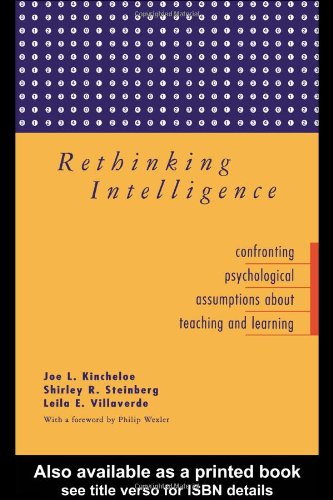 Rethinking
Intelligence
confronting
psychological
assumptions about
teaching and learning
Joe L. Kincheloe
Shirley R. Steinberg
Leila E. Villaverde
With a foreword by Philip Wexler
Also available as a printed book
see title verso for ISBN details